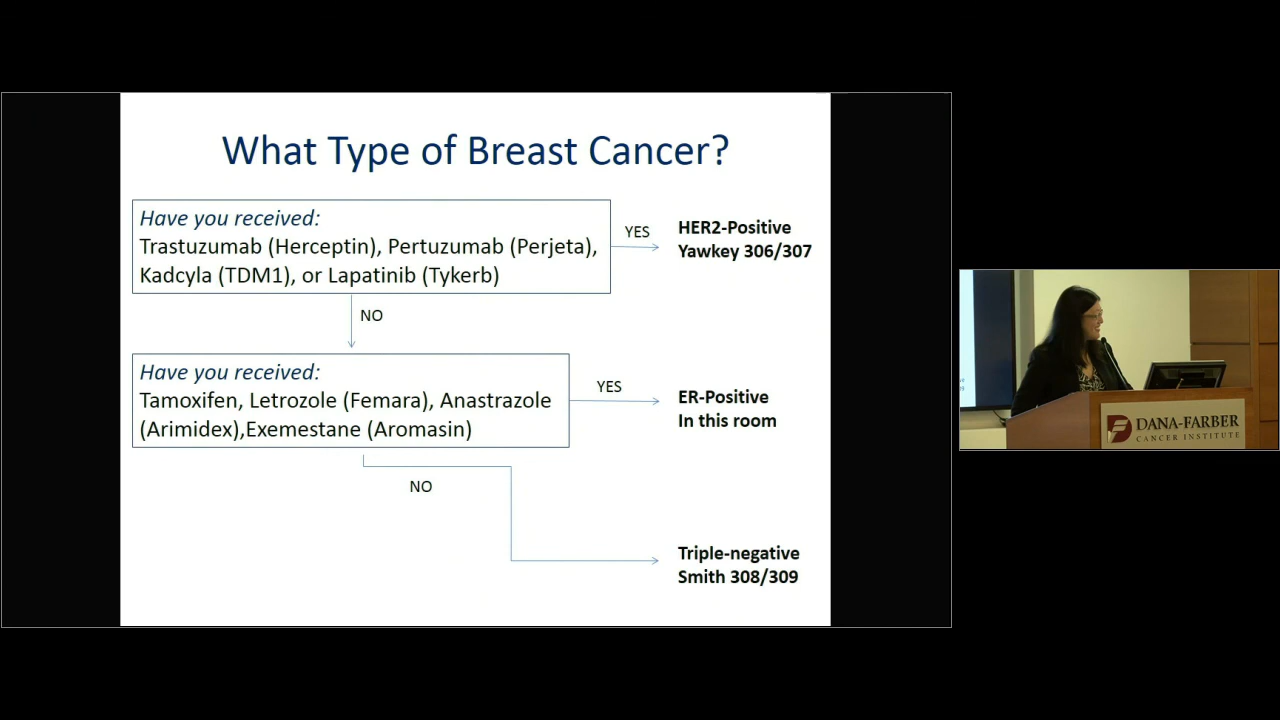 What Type of Breast Cancer?
Have you received:
Trastuzumab (Herceptin), Pertuzumab (Perjeta),
Kadcyla (TDM1), or Lapatinib (Tykerb)
YES
HER2-Positive
Yawkey 306/307
NO
Have you received:
Tamoxifen, Letrozole (Femara), Anastrazole
(Arimidex),Exemestane (Aromasin)
YES
ER-Positive
In this room
NO
Triple-negative
Smith 308/309
DANA-FARBER
CANCER INSTITUTE